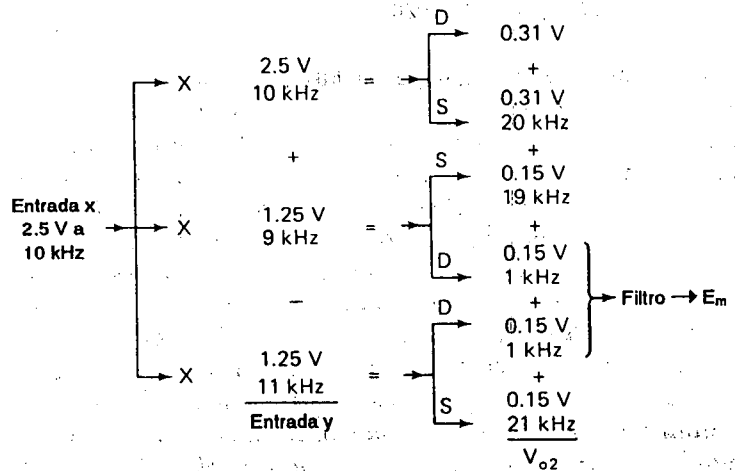 Entrada x
2.5 V a
10 kHz
X
2.5 V
10 kHz
=
D
0.31 V
+
S
0.31 V
20 kHz
+
+
X
1.25 V
9 kHz
=
S
0.15 V
19 kHz
+
D
0.15 V
1 kHz
+
−
X
1.25 V
11 kHz
Entrada y
=
D
0.15 V
1 kHz
+
S
0.15 V
21 kHz
V₀₂
Filtro → Eₘ